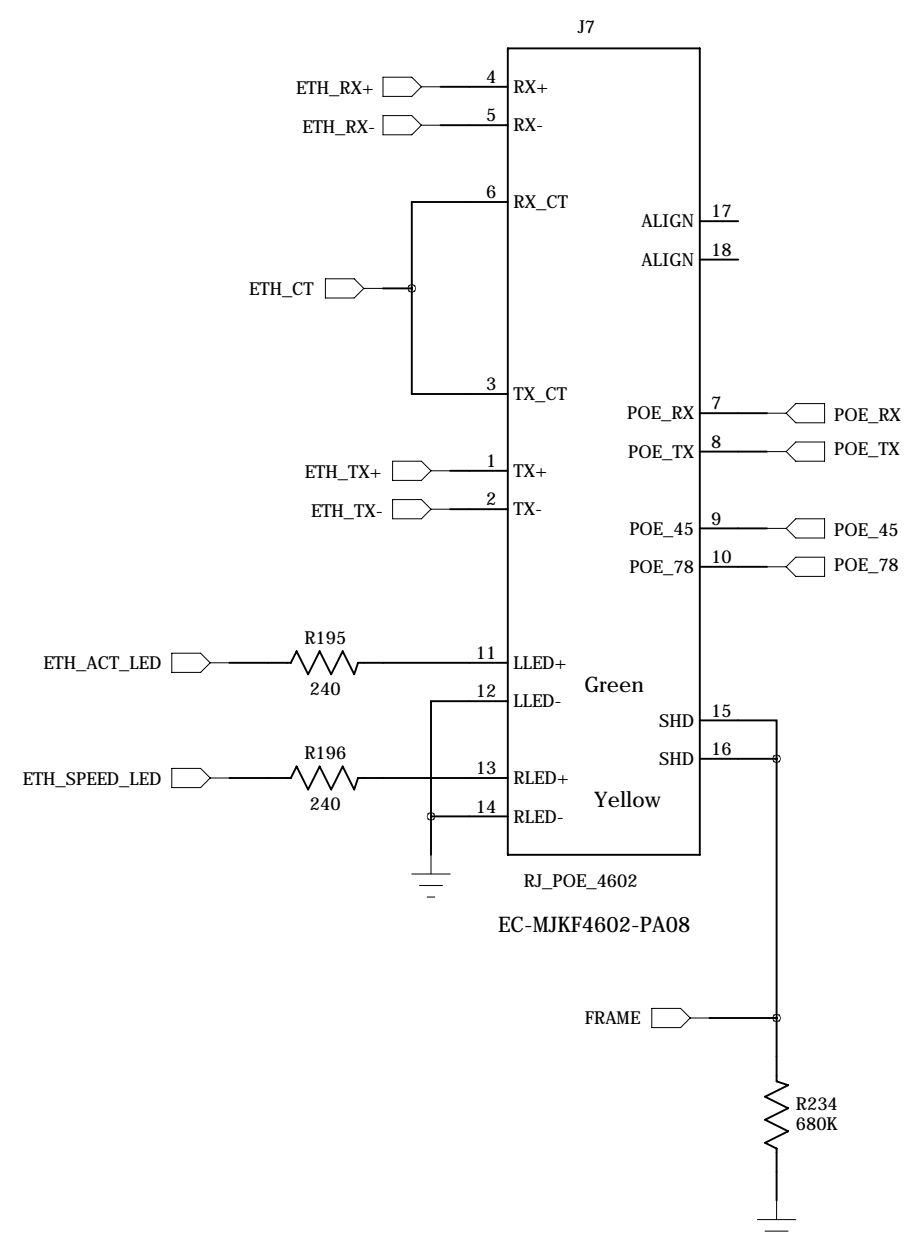 J7
ETH_RX+ 4 RX+
ETH_RX- 5 RX-
6 RX_CT
ALIGN 17
ALIGN 18
ETH_CT
3 TX_CT
POE_RX 7 POE_RX
POE_TX 8 POE_TX
ETH_TX+ 1 TX+
ETH_TX- 2 TX-
POE_45 9 POE_45
POE_78 10 POE_78
R195
ETH_ACT_LED 11 LLED+
240
Green
12 LLED-
SHD 15
R196
SHD 16
ETH_SPEED_LED 13 RLED+
240
Yellow
14 RLED-
RJ_POE_4602
EC-MJKF4602-PA08
FRAME
R234
680K